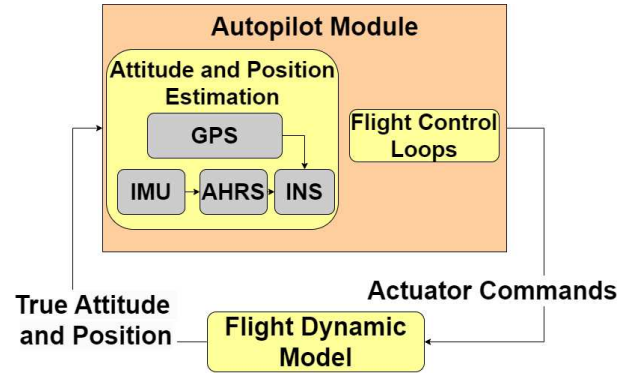 Autopilot Module
Attitude and Position
Estimation
GPS
IMU
AHRS
INS
Flight Control
Loops
True Attitude
and Position
Actuator Commands
Flight Dynamic
Model